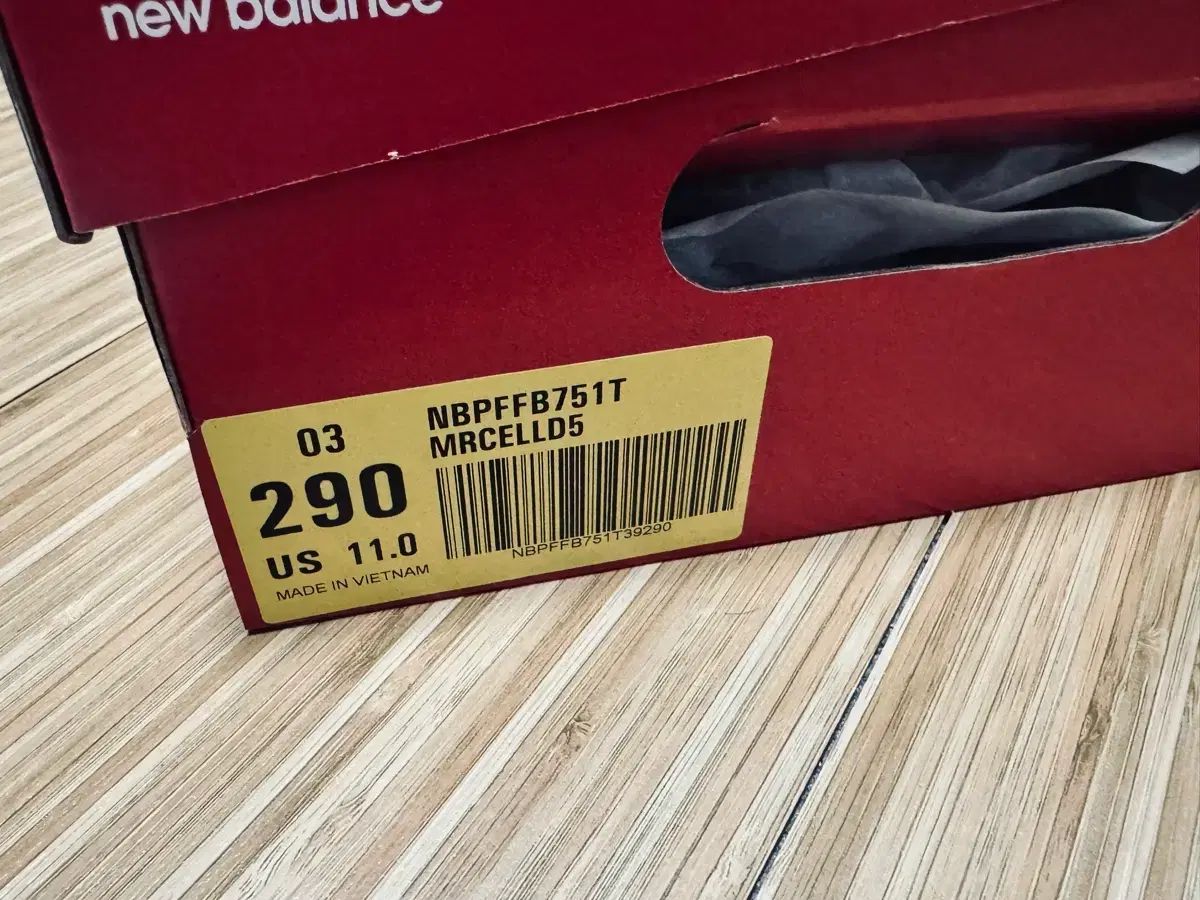 new balance
03
290
US 11.0
MADE IN VIETNAM
NBPFFB751T
MRCELLD5
NBPFFB751T39290